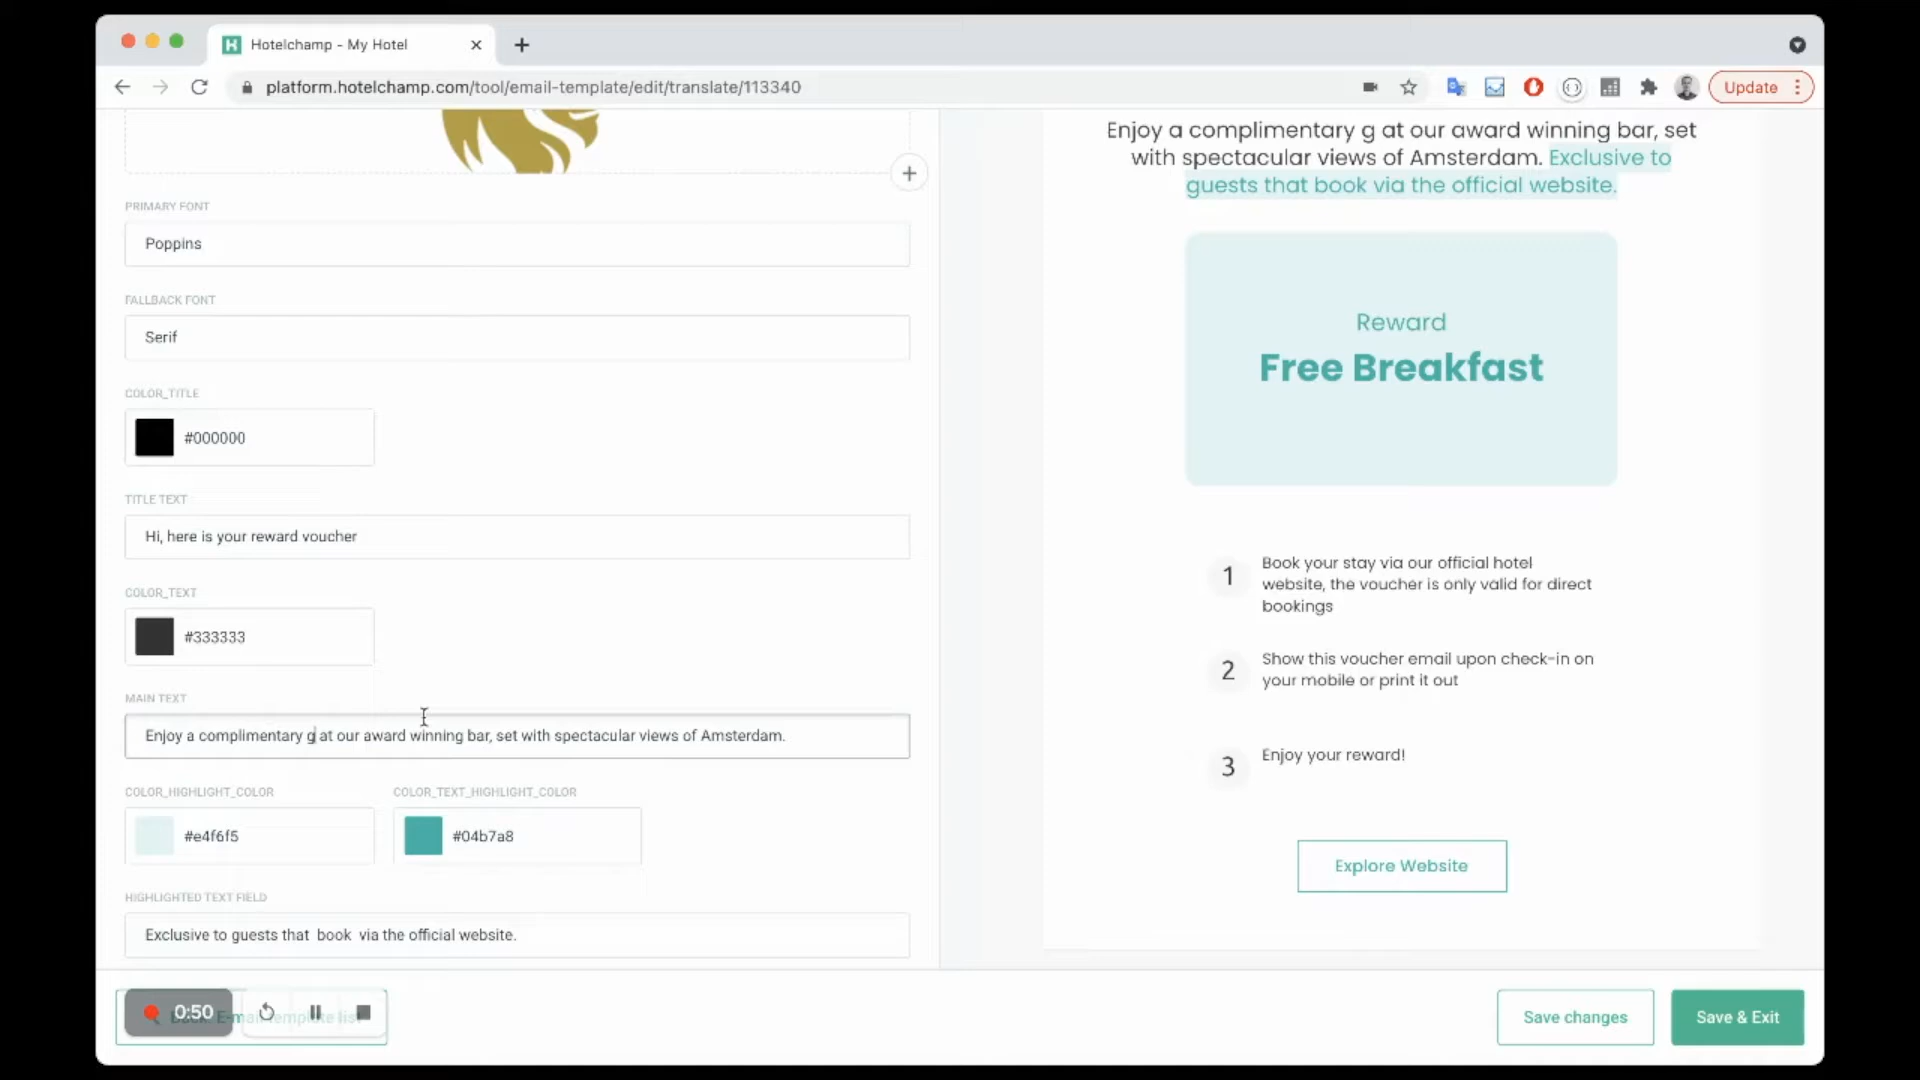 Hotelchamp - My Hotel
platform.hotelchamp.com/tool/email-template/edit/translate/113340
Update
PRIMARY FONT
Poppins
FALLBACK FONT
Serif
COLOR_TITLE
#000000
TITLE TEXT
Hi, here is your reward voucher
COLOR_TEXT
#333333
MAIN TEXT
Enjoy a complimentary g at our award winning bar, set with spectacular views of Amsterdam.
COLOR_HIGHLIGHT_COLOR
COLOR_TEXT_HIGHLIGHT_COLOR
#e4f6f5
#04b7a8
HIGHLIGHTED TEXT FIELD
Exclusive to guests that  book  via the official website.
0:50
E-mail template list
Enjoy a complimentary g at our award winning bar, set
with spectacular views of Amsterdam. Exclusive to
guests that book via the official website.
Reward
Free Breakfast
1
Book your stay via our official hotel
website, the voucher is only valid for direct
bookings
2
Show this voucher email upon check-in on
your mobile or print it out
3
Enjoy your reward!
Explore Website
Save changes
Save & Exit